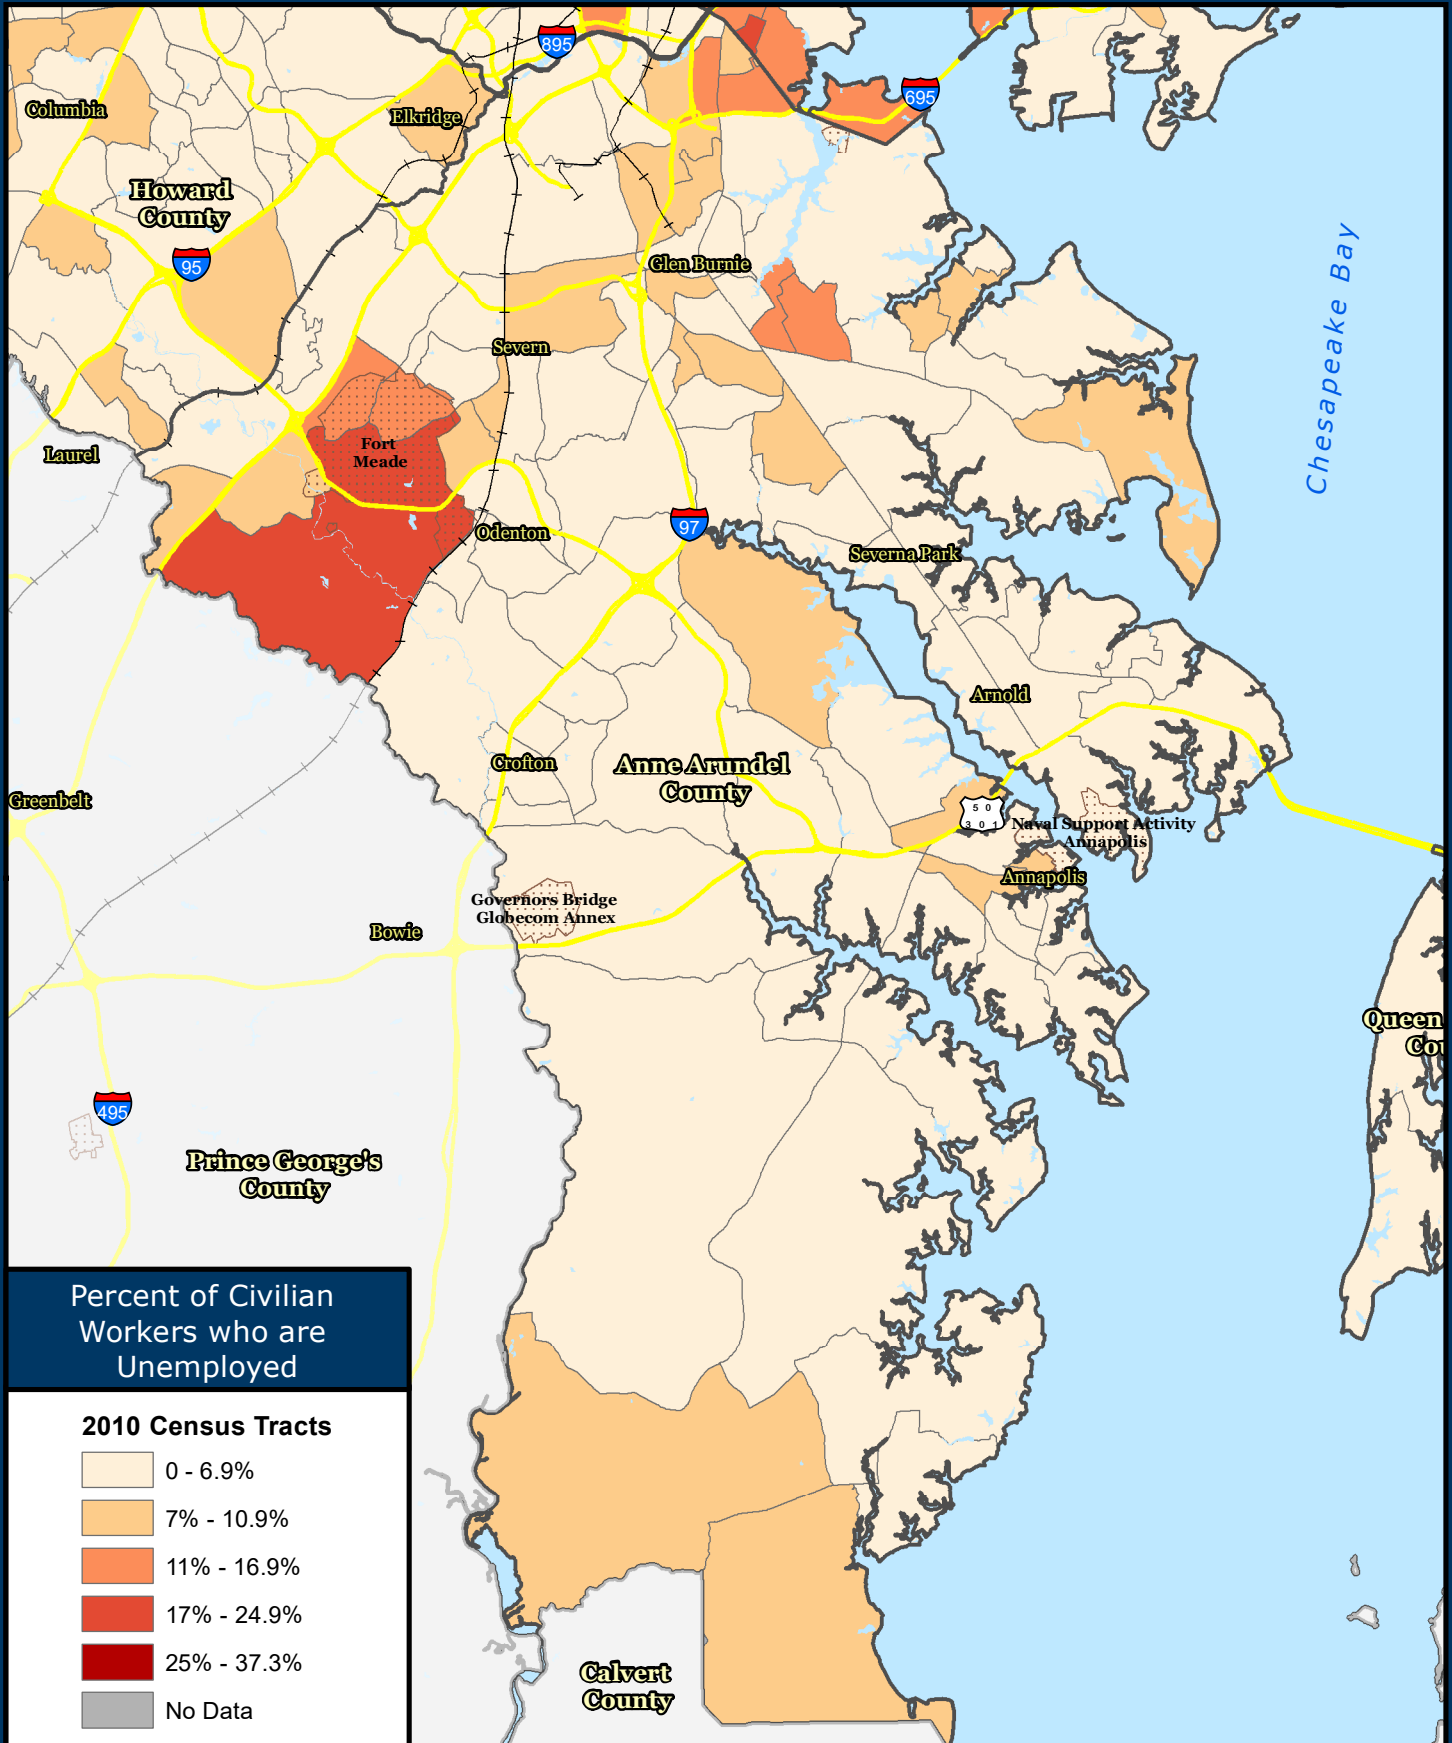 895
695
Columbia
Elkridge
Howard
County
95
Glen Burnie
Chesapeake Bay
Severn
Fort
Meade
Laurel
97
Odenton
Severna Park
Arnold
Crofton
Anne Arundel
County
Greenbelt
50
301
Naval Support Activity
Annapolis
Annapolis
Governors Bridge
Globecom Annex
Bowie
Queen
Cou
495
Prince George's
County
Percent of Civilian
Workers who are
Unemployed
2010 Census Tracts
0 - 6.9%
7% - 10.9%
11% - 16.9%
17% - 24.9%
25% - 37.3%
No Data
Calvert
County